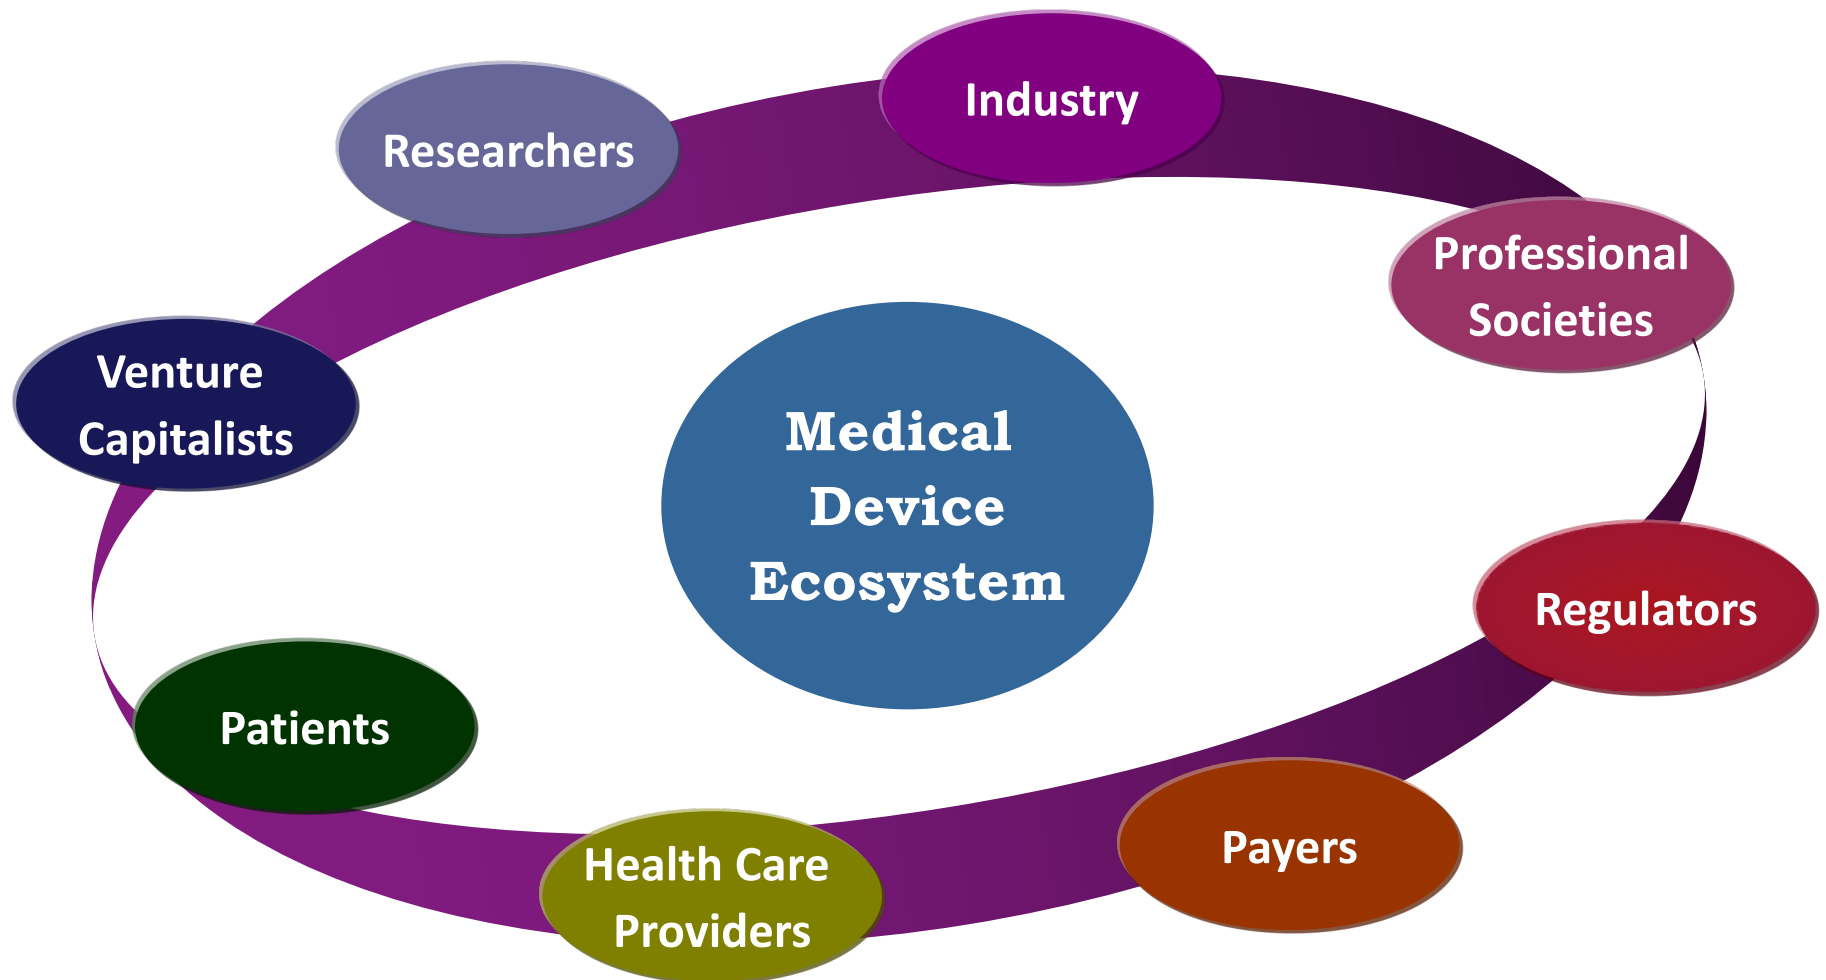 Industry
Researchers
Professional
Societies
Venture
Capitalists
Medical
Device
Ecosystem
Regulators
Patients
Payers
Health Care
Providers